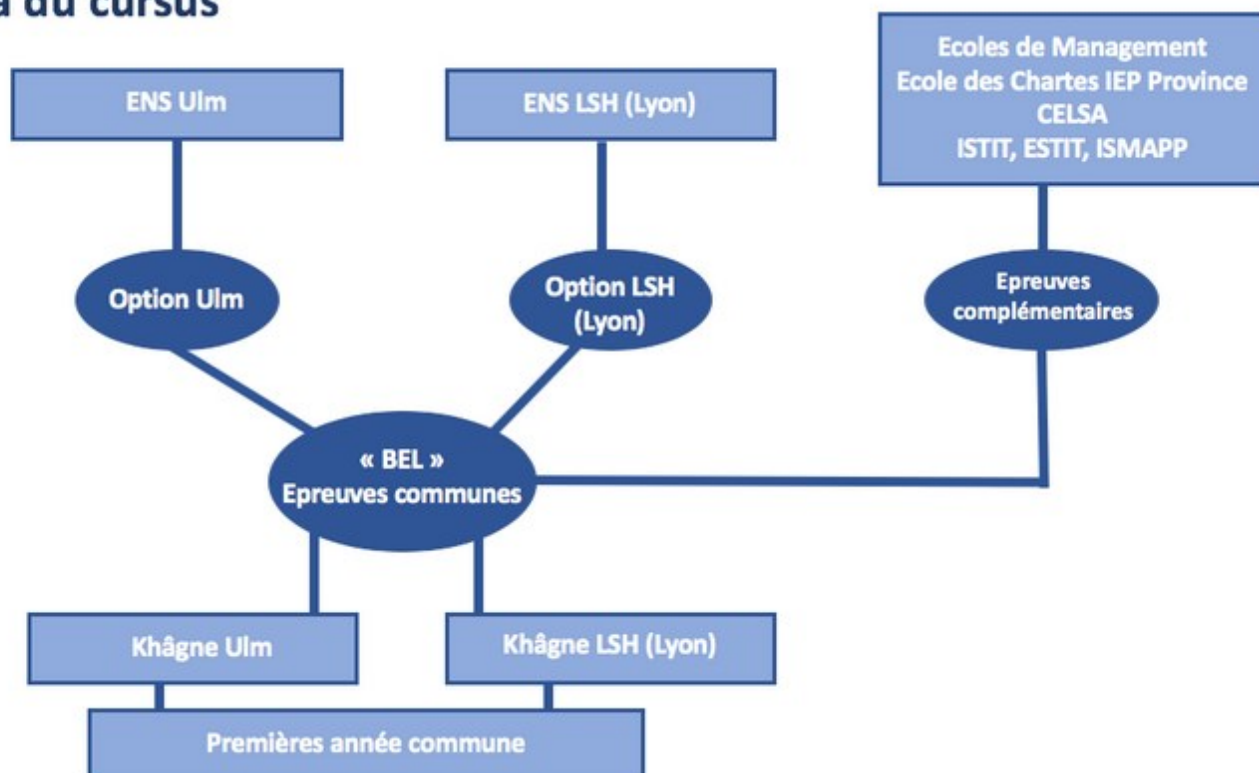 du cursus
ENS Ulm
ENS LSH (Lyon)
Ecoles de Management
Ecole des Chartes IEP Province
CELSA
ISTIT, ESTIT, ISMAPP
Option Ulm
Option LSH
(Lyon)
Epreuves
complémentaires
« BEL »
Epreuves communes
Khâgne Ulm
Khâgne LSH (Lyon)
Premières année commune